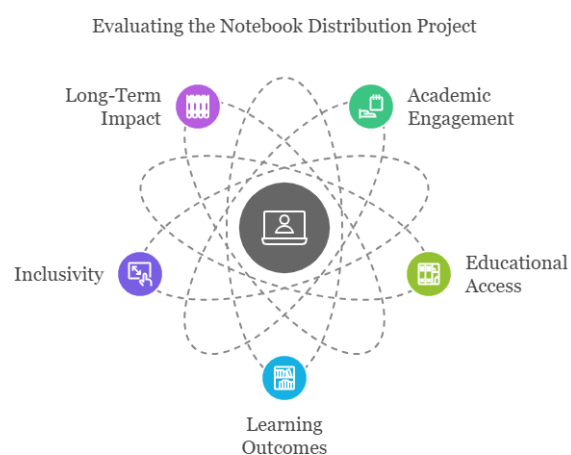 Evaluating the Notebook Distribution Project
Long-Term
Impact
Academic
Engagement
Inclusivity
Educational
Access
Learning
Outcomes